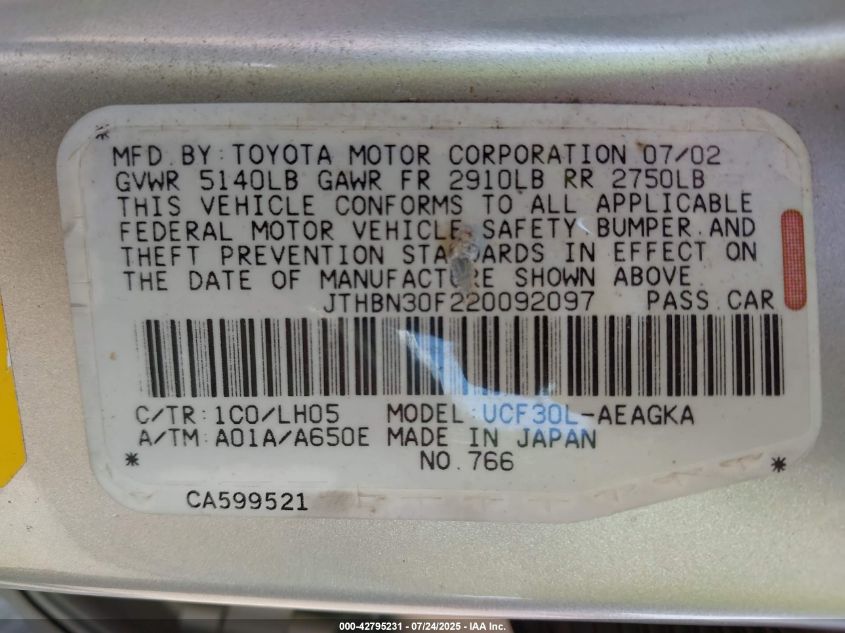 MFD. BY: TOYOTA MOTOR CORPORATION 07/02
GVWR 5140LB GAWR FR 2910LB RR 2750LB
THIS VEHICLE CONFORMS TO ALL APPLICABLE
FEDERAL MOTOR VEHICLE SAFETY, BUMPER, AND
THEFT PREVENTION STANDARDS IN EFFECT ON
THE DATE OF MANUFACTURE SHOWN ABOVE.
JTHBN30F220092097 PASS. CAR
C/TR: 1C0/LH05 MODEL: UCF30L-AEAGKA
A/TM: A01A/A650E MADE IN JAPAN
* NO. 766 *
CA599521
000-42795231 - 07/24/2025 - IAA Inc.